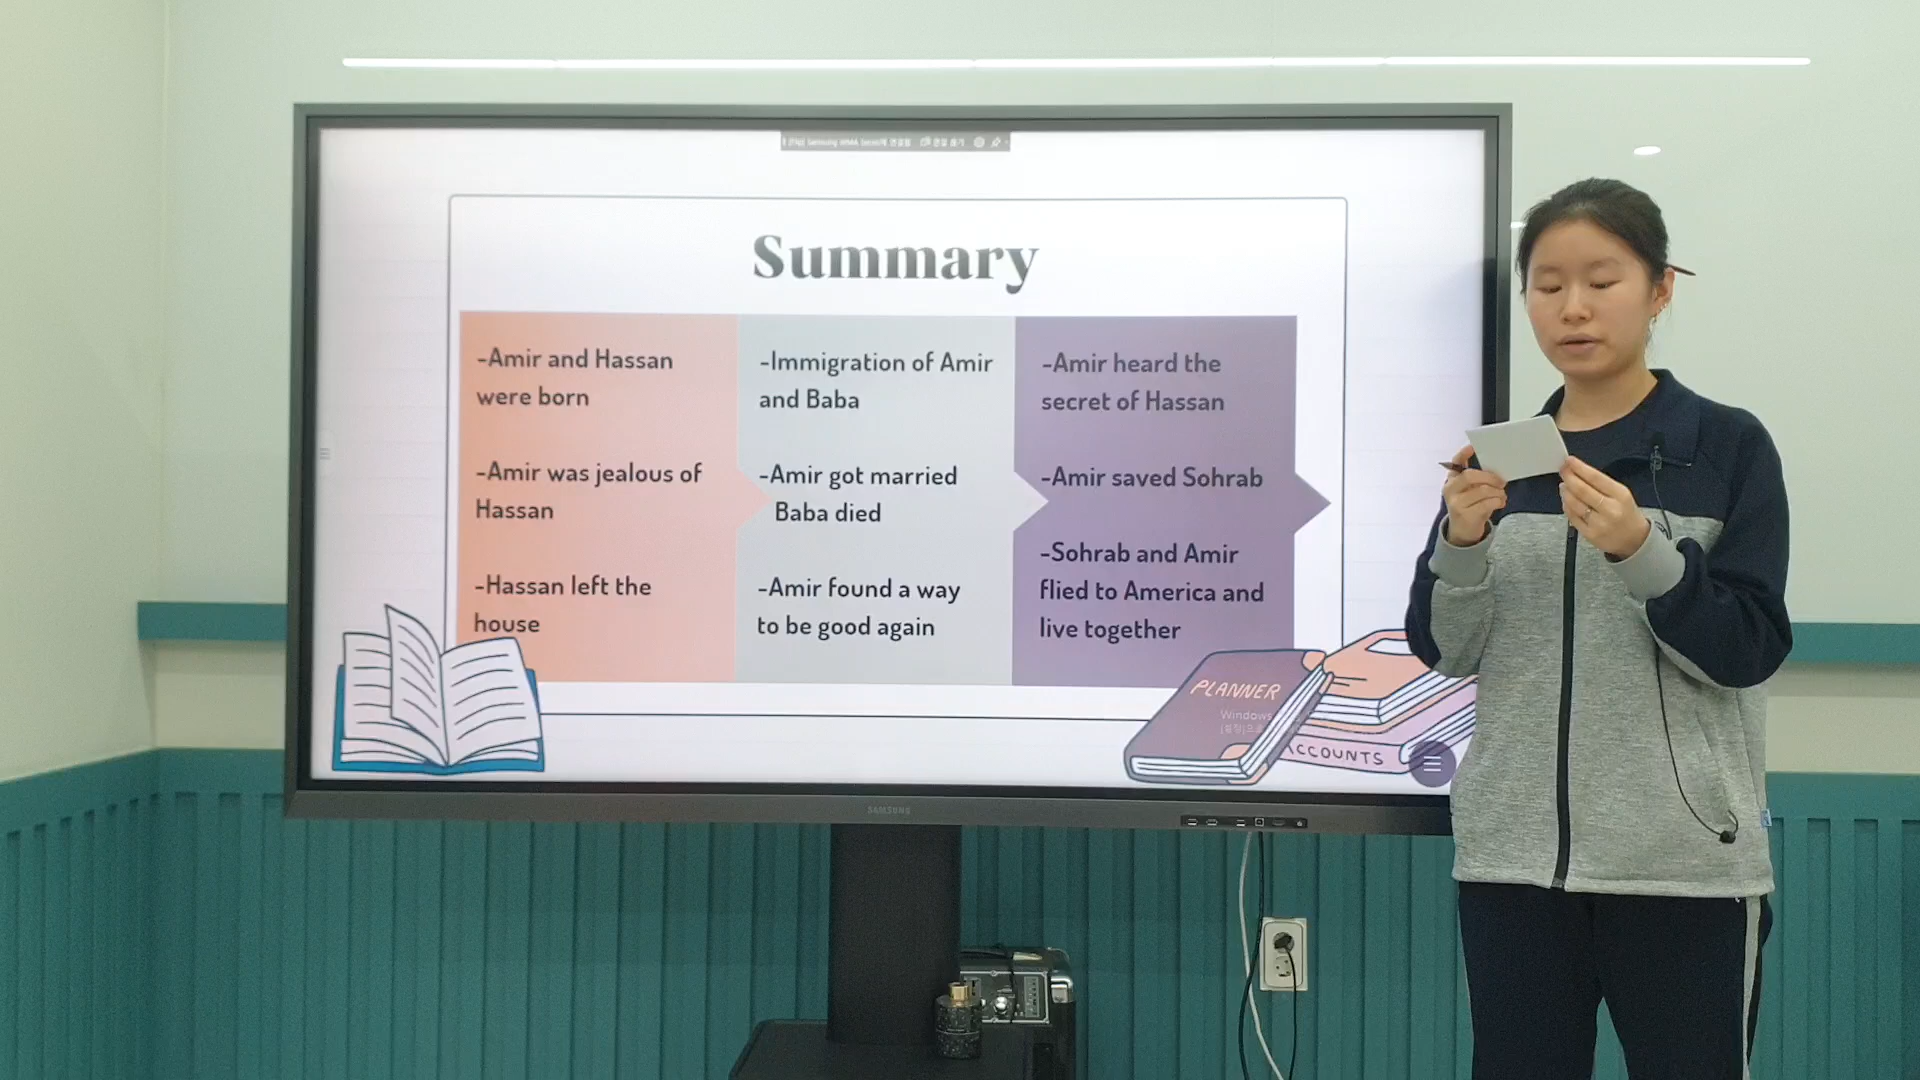 Summary
-Amir and Hassan
were born
-Amir was jealous of
Hassan
-Hassan left the
house
-Immigration of Amir
and Baba
-Amir got married
Baba died
-Amir found a way
to be good again
-Amir heard the
secret of Hassan
-Amir saved Sohrab
-Sohrab and Amir
flied to America and
live together
PLANNER
Windows
ACCOUNTS
SAMSUNG